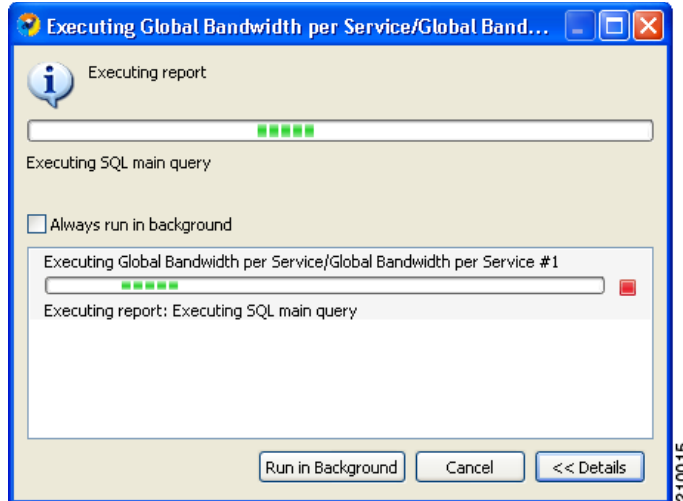 Executing Global Bandwidth per Service/Global Band...
Executing report
Executing SQL main query
Always run in background
Executing Global Bandwidth per Service/Global Bandwidth per Service #1
Executing report: Executing SQL main query
Run in Background
Cancel
<< Details